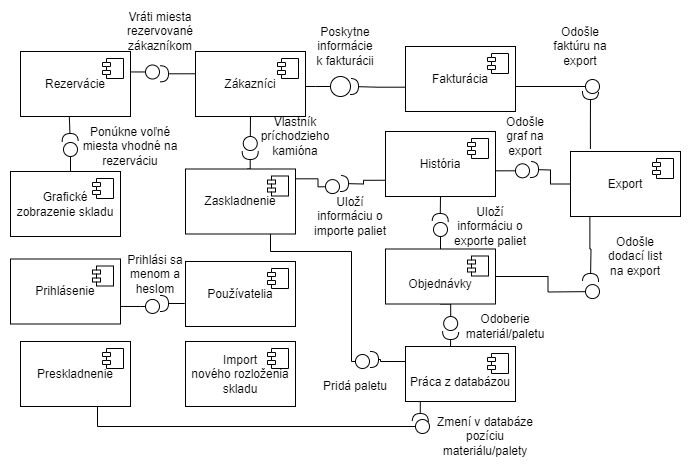 Vráti miesta
rezervované
zákazníkom
Poskytne
informácie
k fakturácii
Odošle
faktúru na
export
Rezervácie
Zákazníci
Fakturácia
Ponúkne voľné
miesta vhodné na
rezerváciu
Vlastník
príchodzieho
kamióna
Odošle
graf na
export
História
Export
Grafické
zobrazenie skladu
Zaskladnenie
Uloží
informáciu o
importe paliet
Uloží
informáciu o
exporte paliet
Odošle
dodací list
na export
Prihlásenie
Prihlási sa
menom a
heslom
Používatelia
Objednávky
Odoberie
materiál/paletu
Preskladnenie
Import
nového rozloženia
skladu
Pridá paletu
Práca z databázou
Zmení v databáze
pozíciu
materiálu/palety